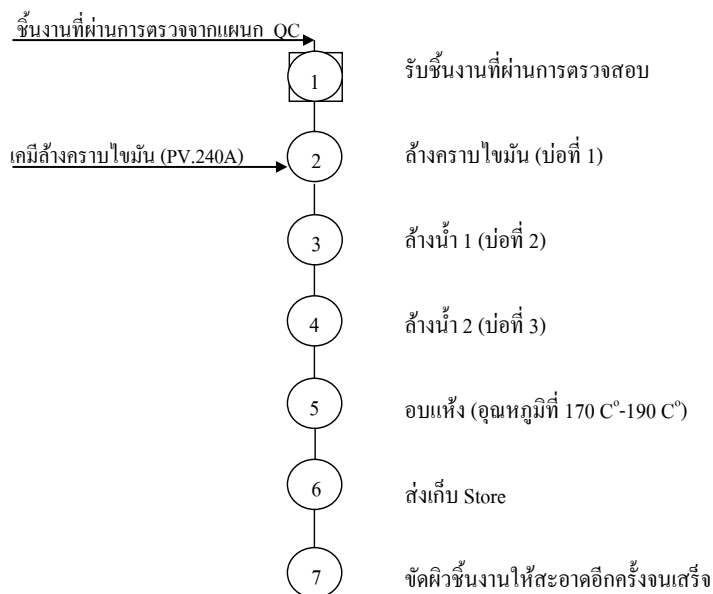 ชิ้นงานที่ผ่านการตรวจจากแผนก QC
1 รับชิ้นงานที่ผ่านการตรวจสอบ
เคมีล้างคราบไขมัน (PV.240A)
2 ล้างคราบไขมัน (บ่อที่ 1)
3 ล้างน้ำ 1 (บ่อที่ 2)
4 ล้างน้ำ 2 (บ่อที่ 3)
5 อบแห้ง (อุณหภูมิที่ 170 C°-190 C°)
6 ส่งเก็บ Store
7 ขัดผิวชิ้นงานให้สะอาดอีกครั้งจนเสร็จ